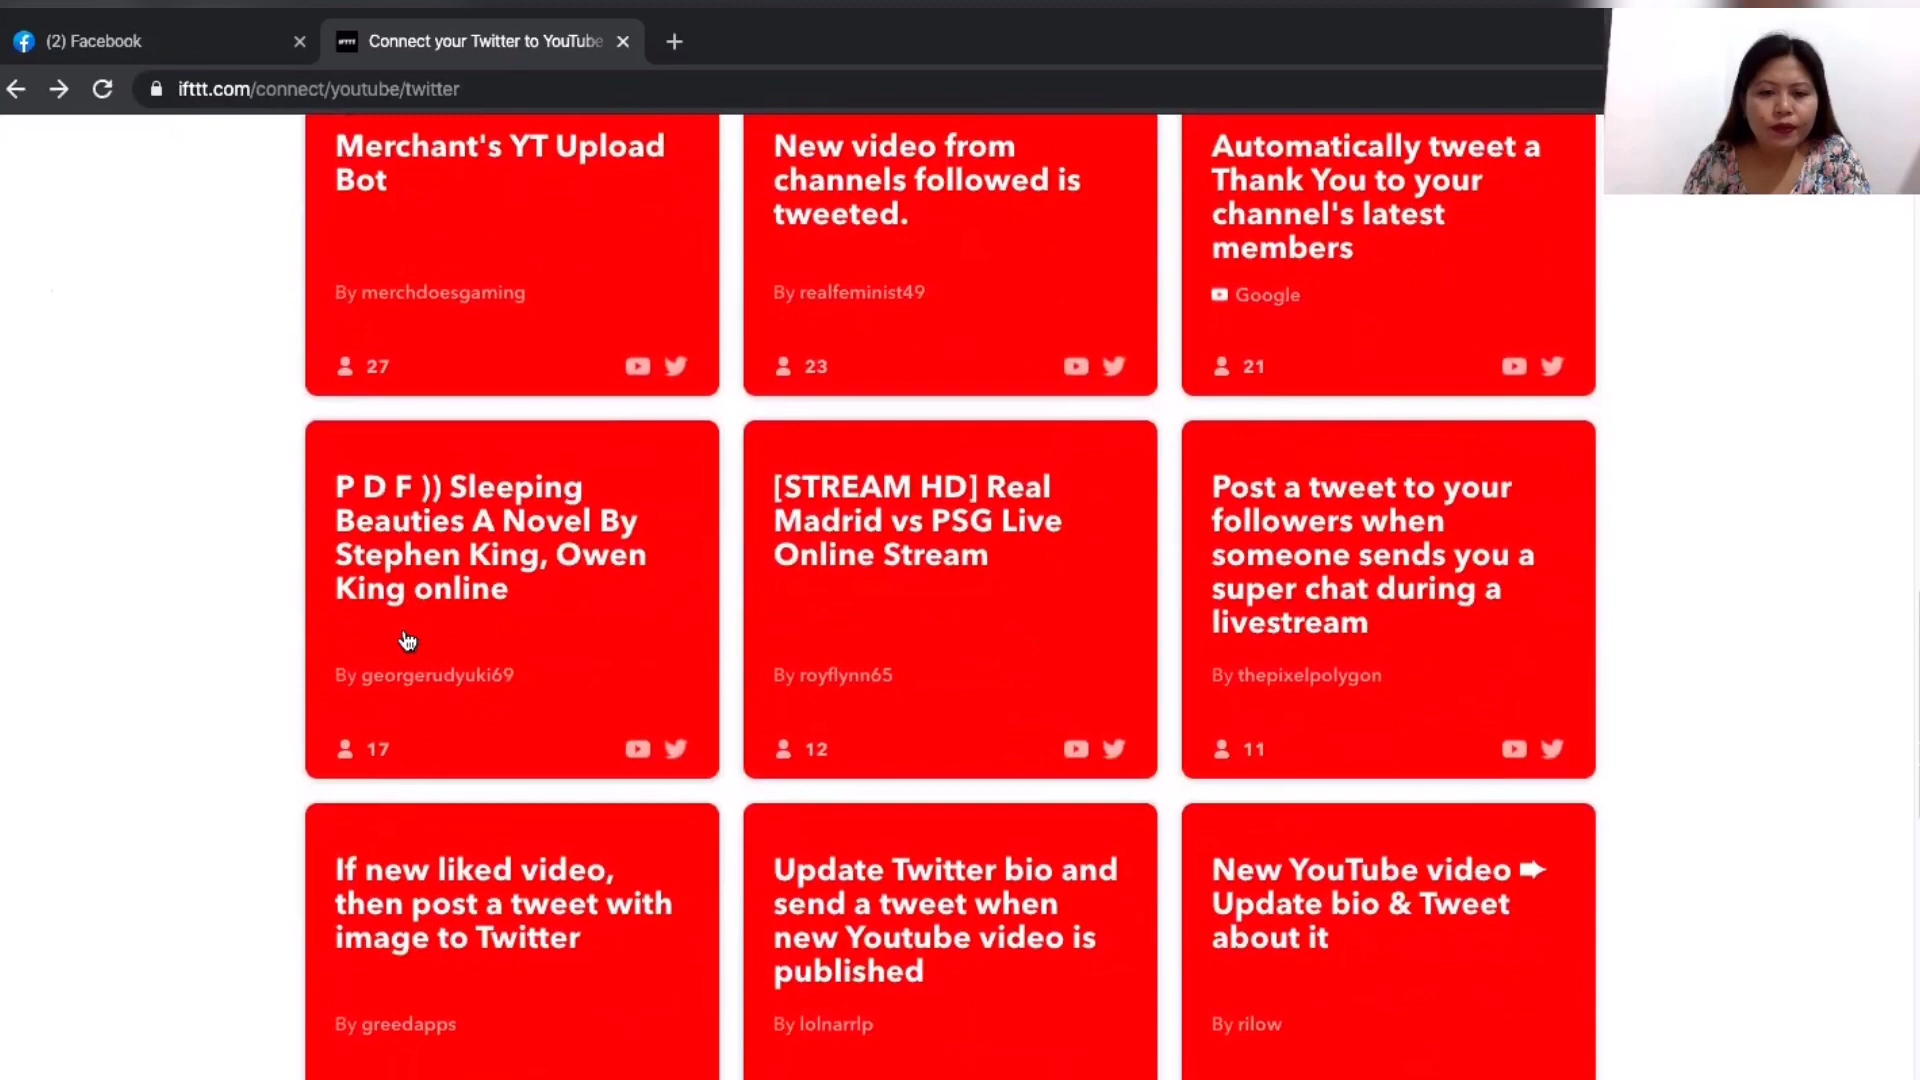 (2) Facebook
IFTTT
Connect your Twitter to YouTube
ifttt.com/connect/youtube/twitter
Merchant's YT Upload
Bot
By merchdoesgaming
27
New video from
channels followed is
tweeted.
By realfeminist49
23
Automatically tweet a
Thank You to your
channel's latest
members
Google
21
P D F )) Sleeping
Beauties A Novel By
Stephen King, Owen
King online
By georgerudyuki69
17
[STREAM HD] Real
Madrid vs PSG Live
Online Stream
By royflynn65
12
Post a tweet to your
followers when
someone sends you a
super chat during a
livestream
By thepixelpolygon
11
If new liked video,
then post a tweet with
image to Twitter
By greedapps
Update Twitter bio and
send a tweet when
new Youtube video is
published
By lolnarrlp
New YouTube video ➨
Update bio & Tweet
about it
By rilow